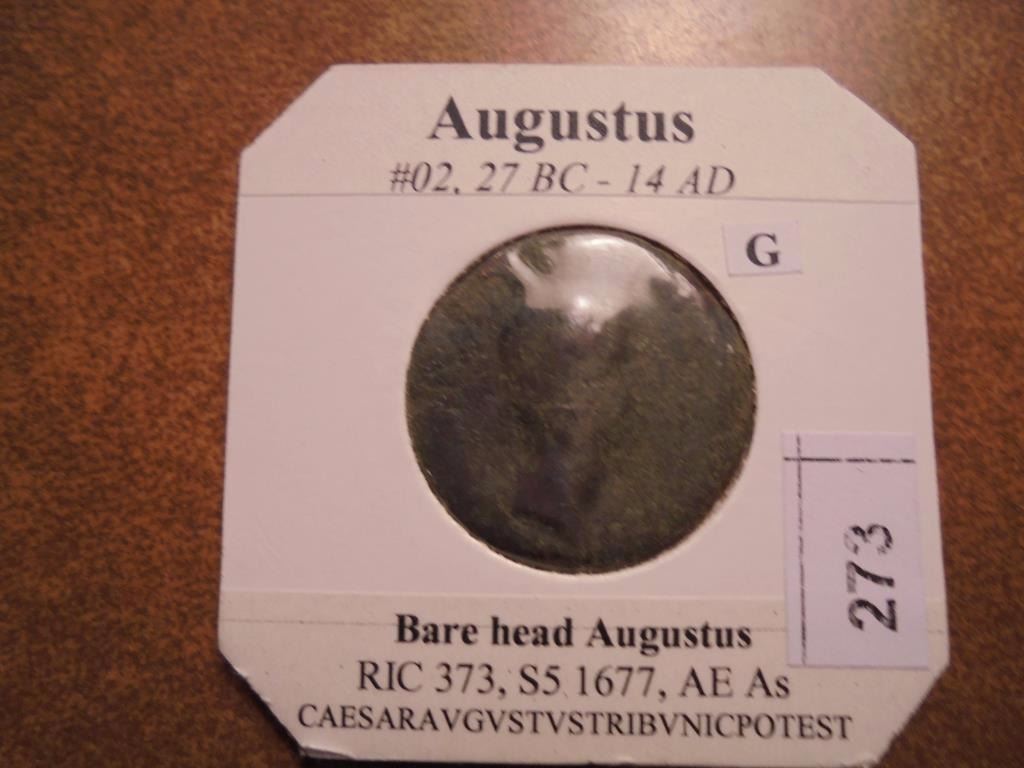 Augustus
#02, 27 BC - 14 AD
G
273
Bare head Augustus
RIC 373, S5 1677, AE As
CAESARAVGVSTVSTRIBVNICPOTEST